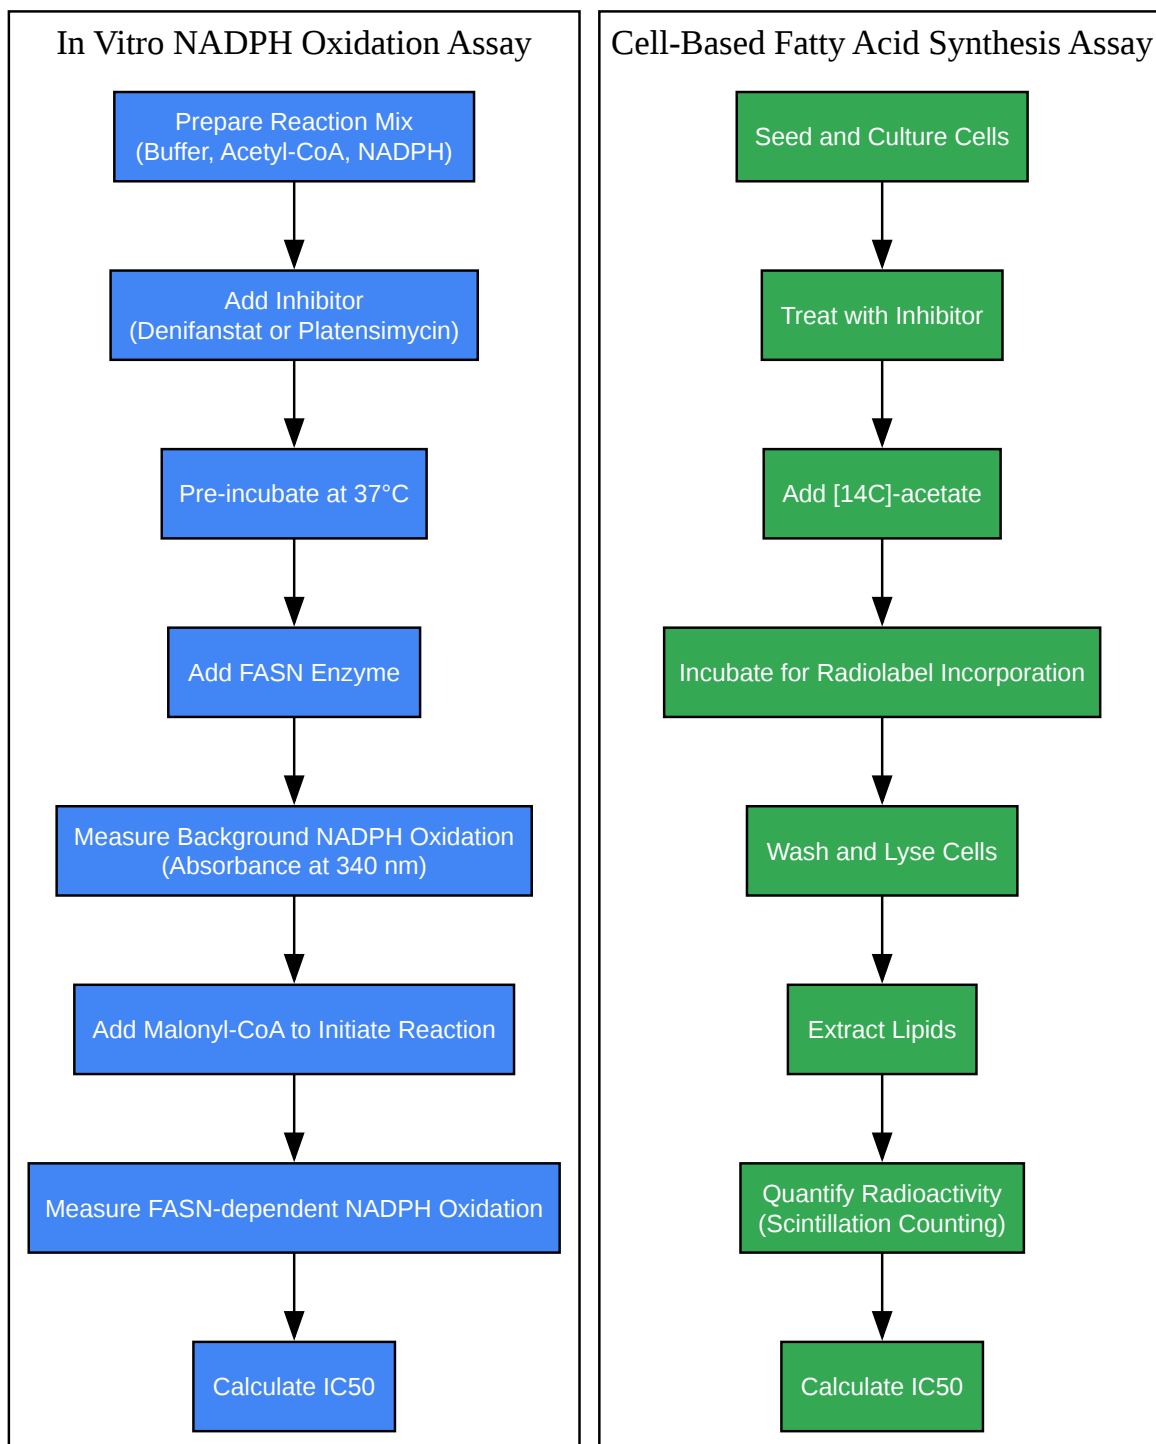 In Vitro NADPH Oxidation Assay
Prepare Reaction Mix
(Buffer, Acetyl-CoA, NADPH)
Add Inhibitor
(Denifanstat or Platensimycin)
Pre-incubate at 37°C
Add FASN Enzyme
Measure Background NADPH Oxidation
(Absorbance at 340 nm)
Add Malonyl-CoA to Initiate Reaction
Measure FASN-dependent NADPH Oxidation
Calculate IC50
Cell-Based Fatty Acid Synthesis Assay
Seed and Culture Cells
Treat with Inhibitor
Add [14C]-acetate
Incubate for Radiolabel Incorporation
Wash and Lyse Cells
Extract Lipids
Quantify Radioactivity
(Scintillation Counting)
Calculate IC50